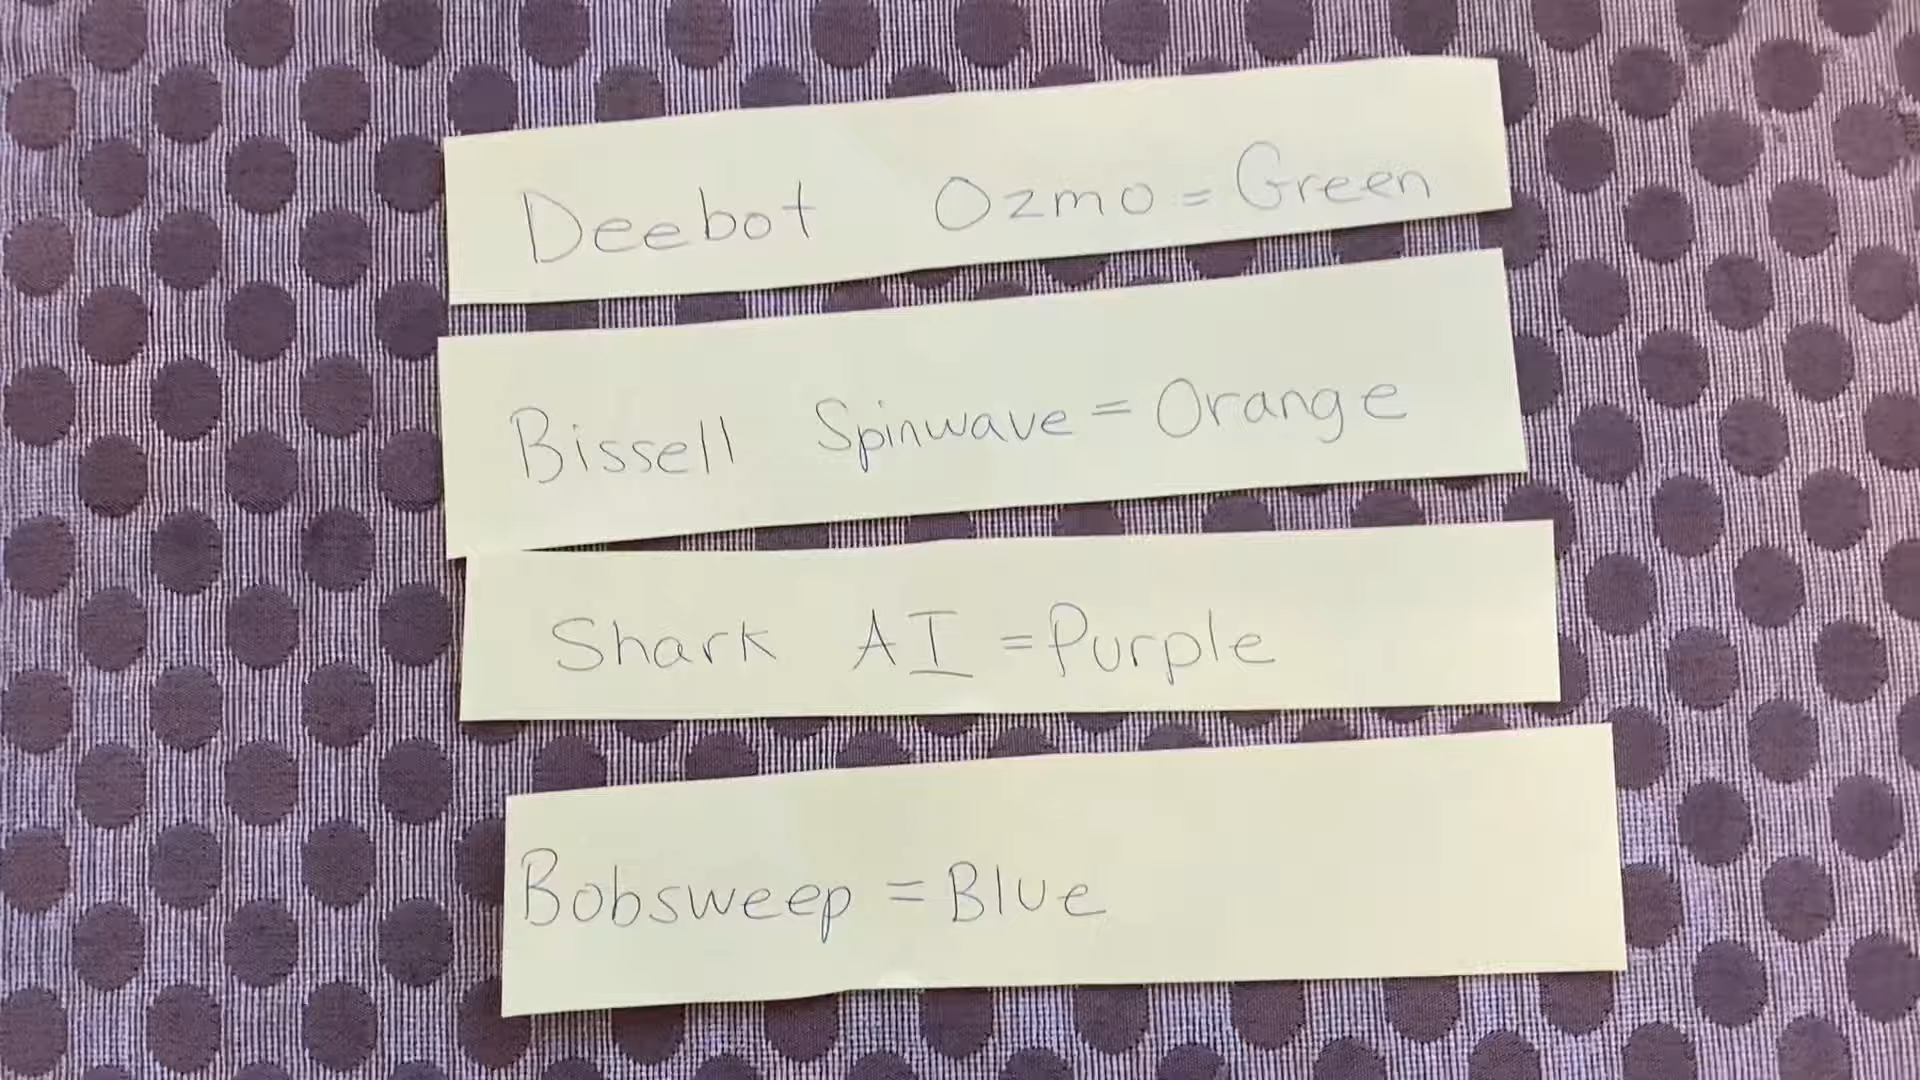 Deebot Ozmo = Green
Bissell Spinwave = Orange
Shark AI = Purple
Bobsweep = Blue